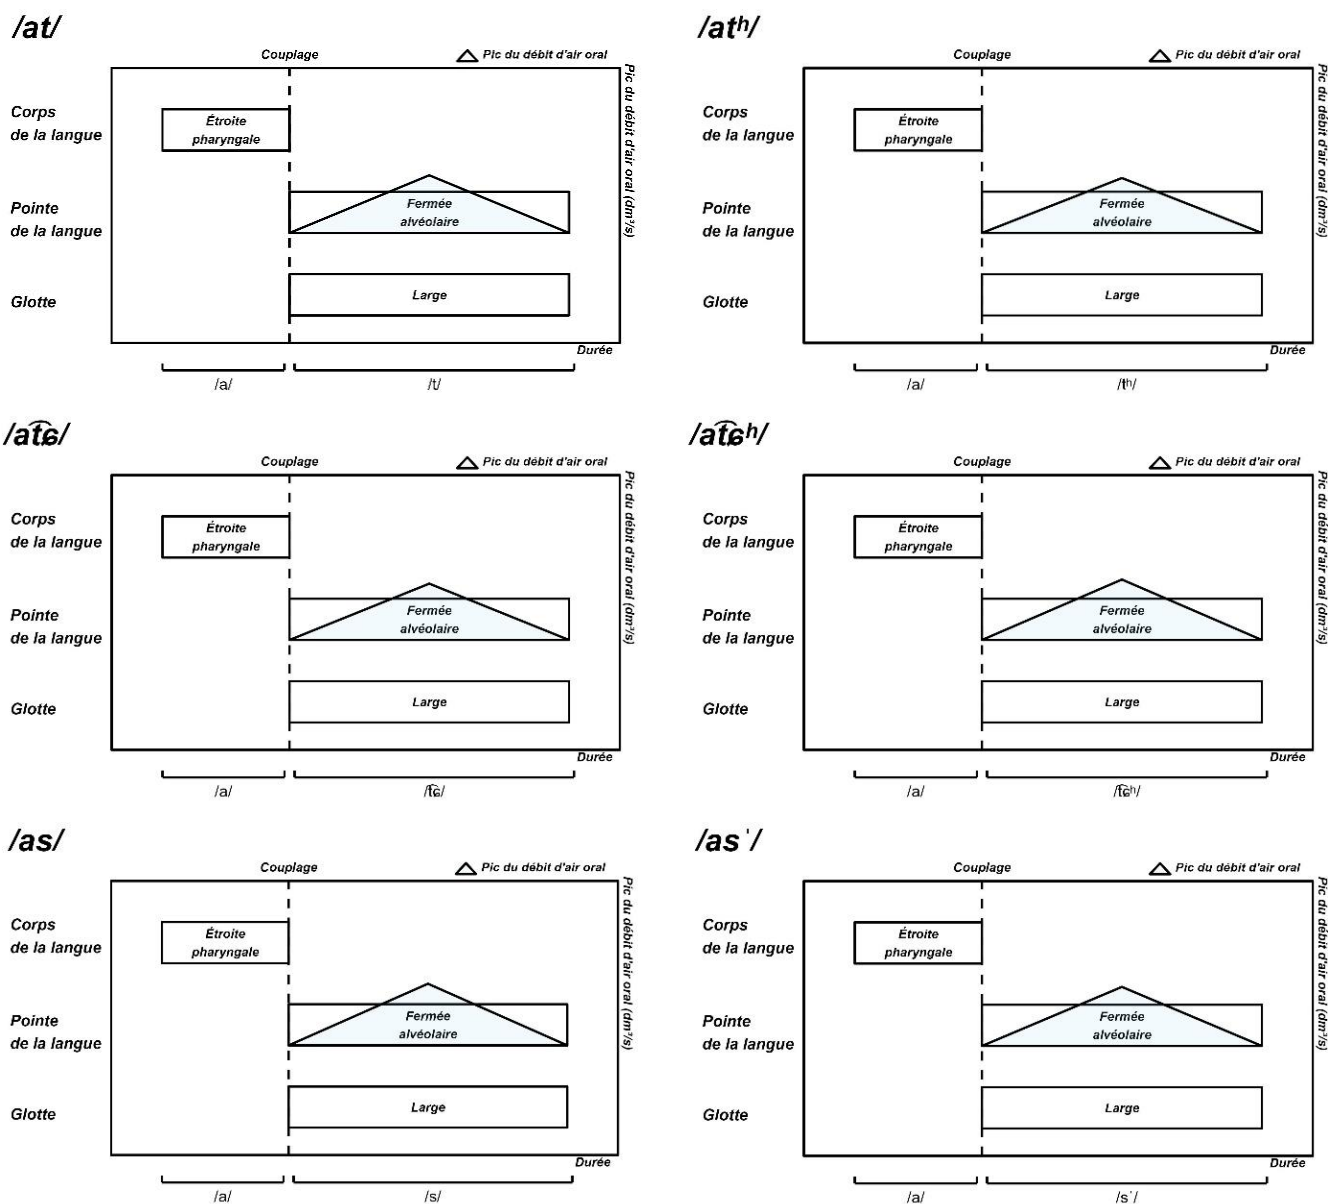 /at/
Couplage
Pic du débit d'air oral
Corps
de la langue
Étroite
pharyngale
Pointe
de la langue
Fermée
alvéolaire
Glotte
Large
Pic du débit d'air oral (dm³/s)
Durée
/a/
/t/
/atʰ/
Couplage
Pic du débit d'air oral
Corps
de la langue
Étroite
pharyngale
Pointe
de la langue
Fermée
alvéolaire
Glotte
Large
Pic du débit d'air oral (dm³/s)
Durée
/a/
/tʰ/
/at͡ɕ/
Couplage
Pic du débit d'air oral
Corps
de la langue
Étroite
pharyngale
Pointe
de la langue
Fermée
alvéolaire
Glotte
Large
Pic du débit d'air oral (dm³/s)
Durée
/a/
/t͡ɕ/
/at͡ɕʰ/
Couplage
Pic du débit d'air oral
Corps
de la langue
Étroite
pharyngale
Pointe
de la langue
Fermée
alvéolaire
Glotte
Large
Pic du débit d'air oral (dm³/s)
Durée
/a/
/t͡ɕʰ/
/as/
Couplage
Pic du débit d'air oral
Corps
de la langue
Étroite
pharyngale
Pointe
de la langue
Fermée
alvéolaire
Glotte
Large
Pic du débit d'air oral (dm³/s)
Durée
/a/
/s/
/asˈ/
Couplage
Pic du débit d'air oral
Corps
de la langue
Étroite
pharyngale
Pointe
de la langue
Fermée
alvéolaire
Glotte
Large
Pic du débit d'air oral (dm³/s)
Durée
/a/
/sˈ/